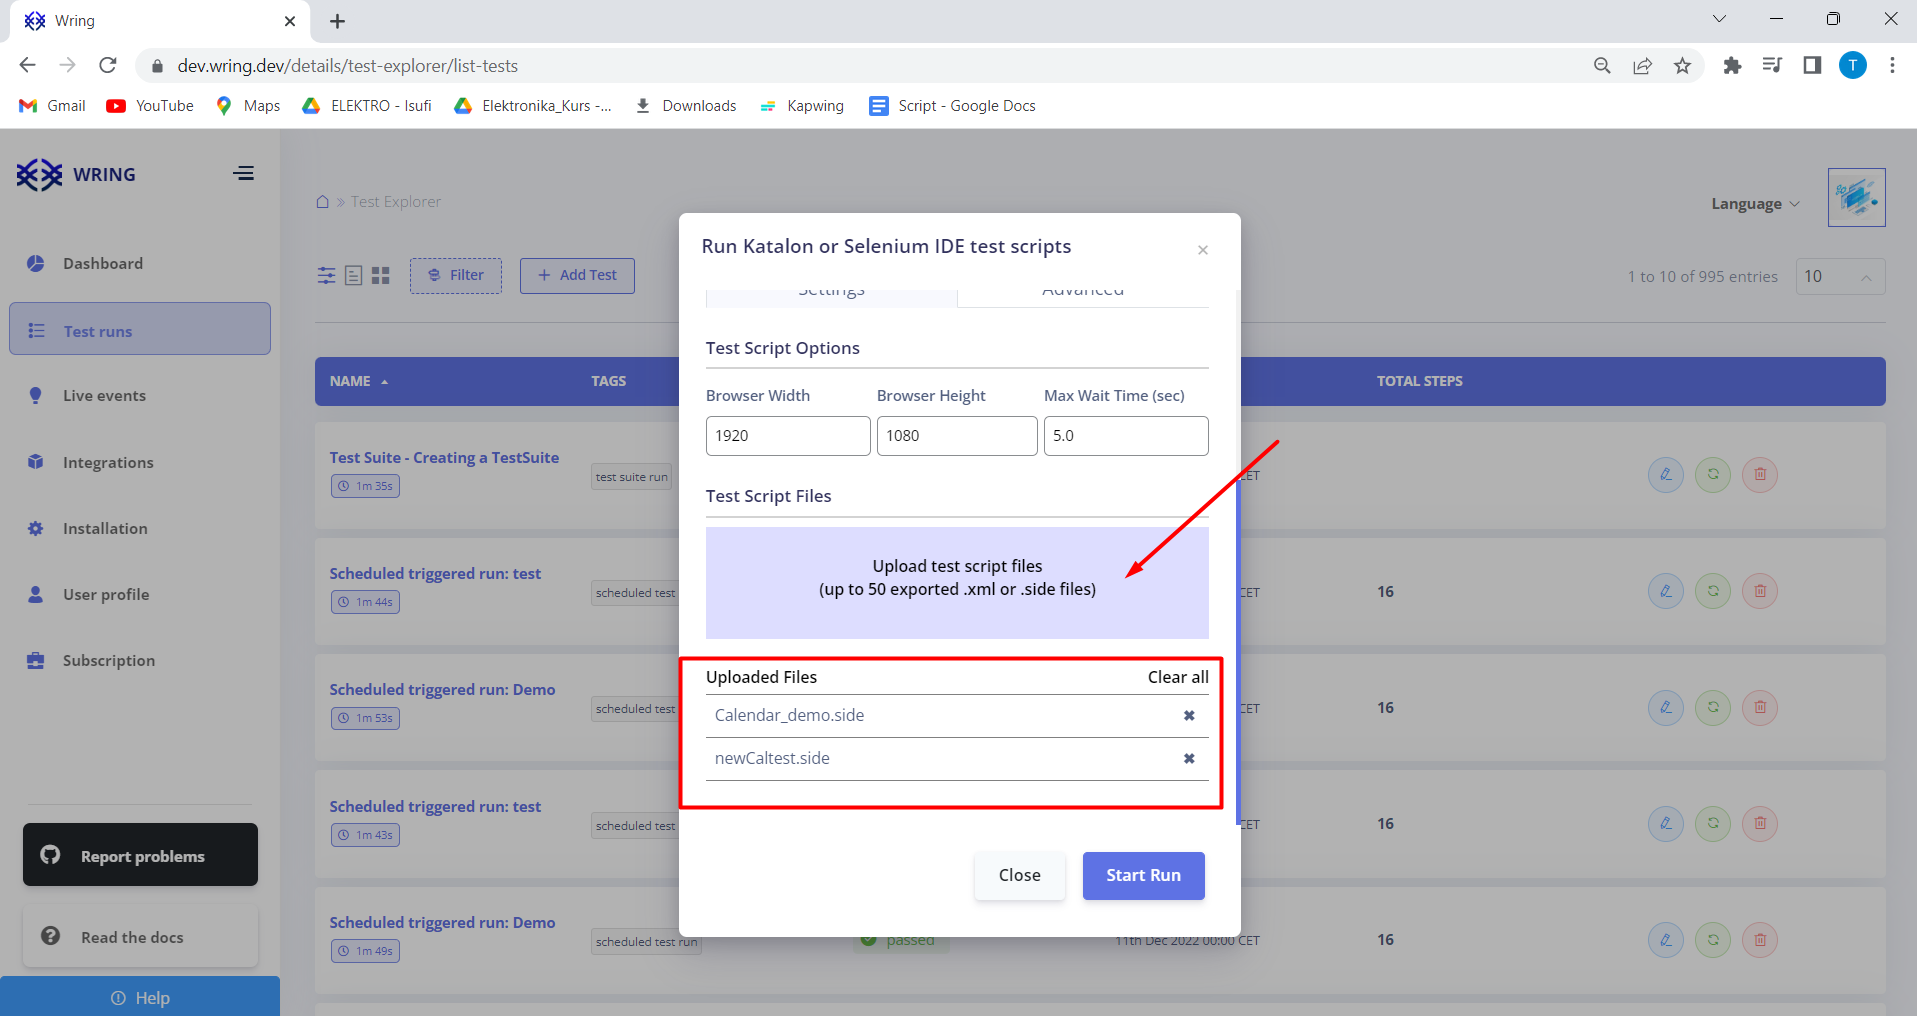 Wring
dev.wring.dev/details/test-explorer/list-tests
T
Gmail
YouTube
Maps
ELEKTRO - Isufi
Elektronika_Kurs -...
Downloads
Kapwing
Script - Google Docs
WRING
Dashboard
Test runs
Live events
Integrations
Installation
User profile
Subscription
Report problems
Read the docs
Help
» Test Explorer
Language
Filter
+ Add Test
1 to 10 of 995 entries
10
NAME
TAGS
TOTAL STEPS
Test Suite - Creating a TestSuite
1m 35s
test suite run
CET
Scheduled triggered run: test
1m 44s
scheduled test
CET
16
Scheduled triggered run: Demo
1m 53s
scheduled test
CET
16
Scheduled triggered run: test
1m 43s
scheduled test
CET
16
Scheduled triggered run: Demo
1m 49s
scheduled test run
passed
11th Dec 2022 00:00 CET
16
Run Katalon or Selenium IDE test scripts
Settings
Advanced
Test Script Options
Browser Width
Browser Height
Max Wait Time (sec)
1920
1080
5.0
Test Script Files
Upload test script files
(up to 50 exported .xml or .side files)
Uploaded Files
Clear all
Calendar_demo.side
newCaltest.side
Close
Start Run